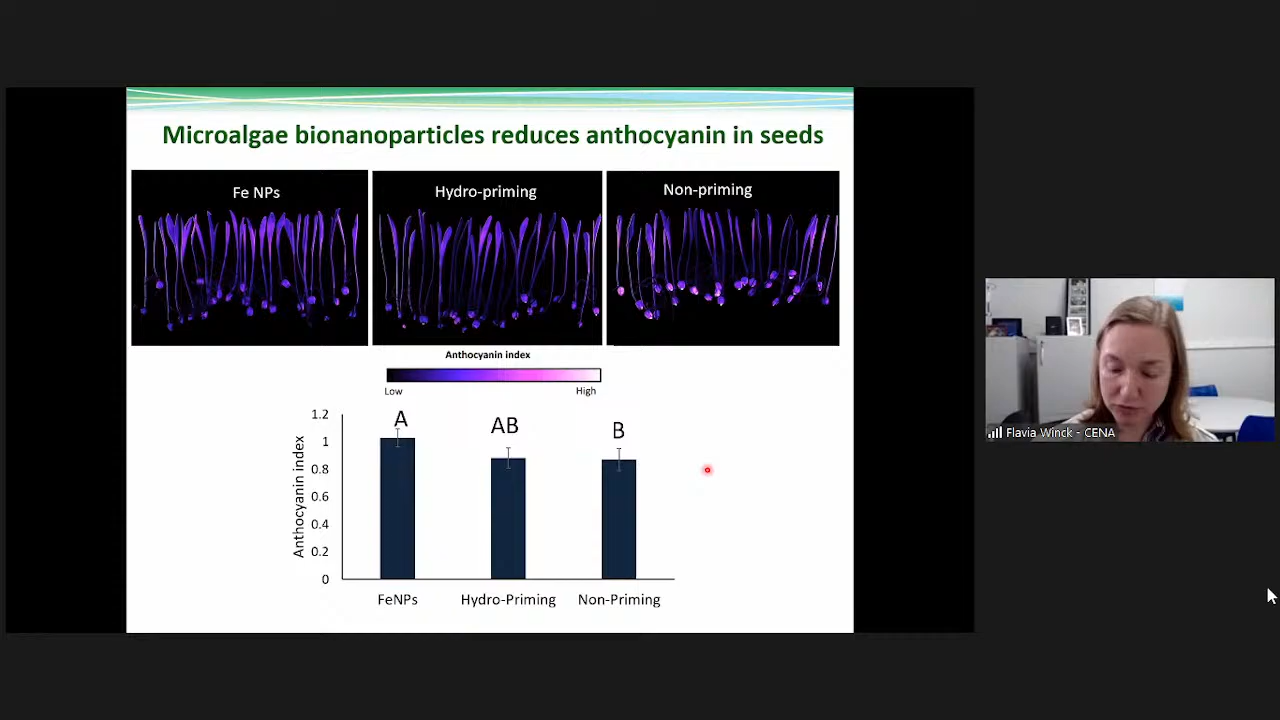 Microalgae bionanoparticles reduces anthocyanin in seeds
Fe NPs
Hydro-priming
Non-priming
Anthocyanin index
Low
High
Anthocyanin index
1.2
1
0.8
0.6
0.4
0.2
0
A
AB
B
FeNPs
Hydro-Priming
Non-Priming
Flavia Winck - CENA